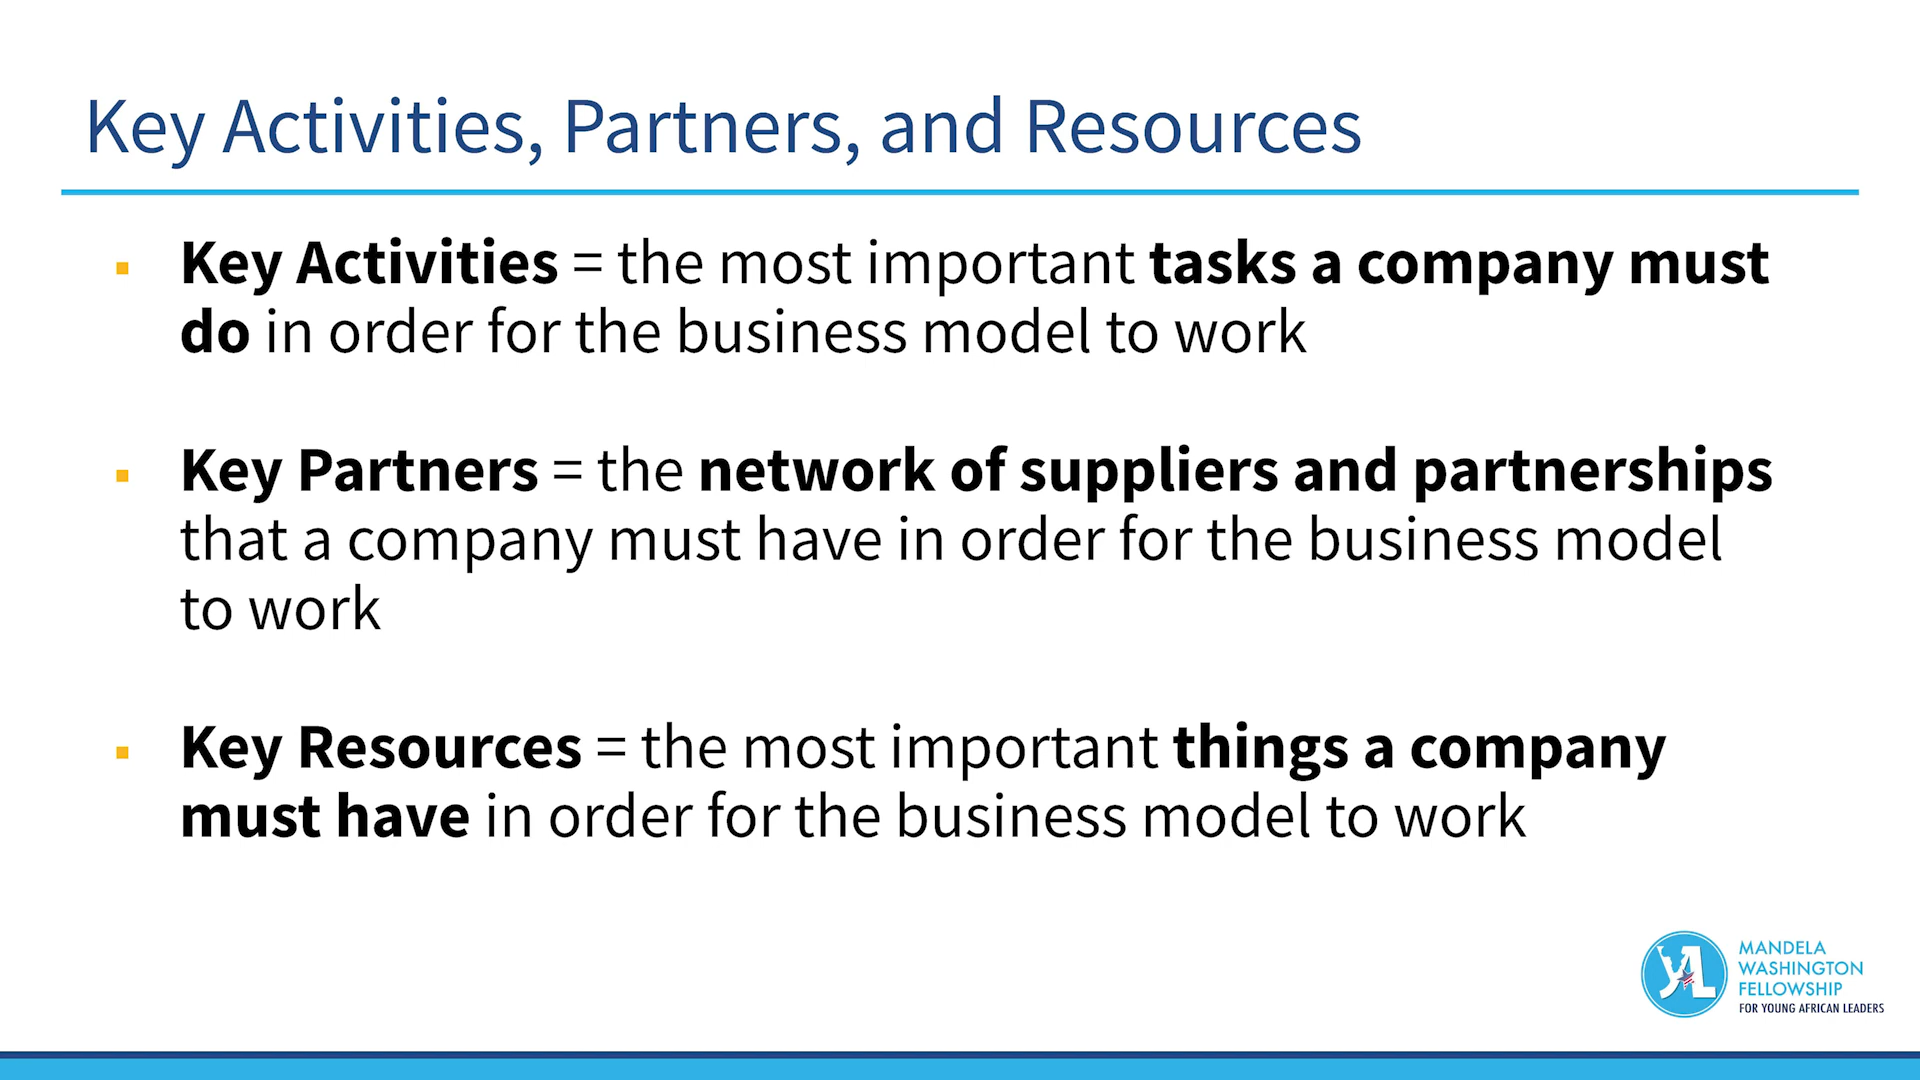 Key Activities, Partners, and Resources
Key Activities = the most important tasks a company must
do in order for the business model to work
Key Partners = the network of suppliers and partnerships
that a company must have in order for the business model
to work
Key Resources = the most important things a company
must have in order for the business model to work
YAL
MANDELA
WASHINGTON
FELLOWSHIP
FOR YOUNG AFRICAN LEADERS